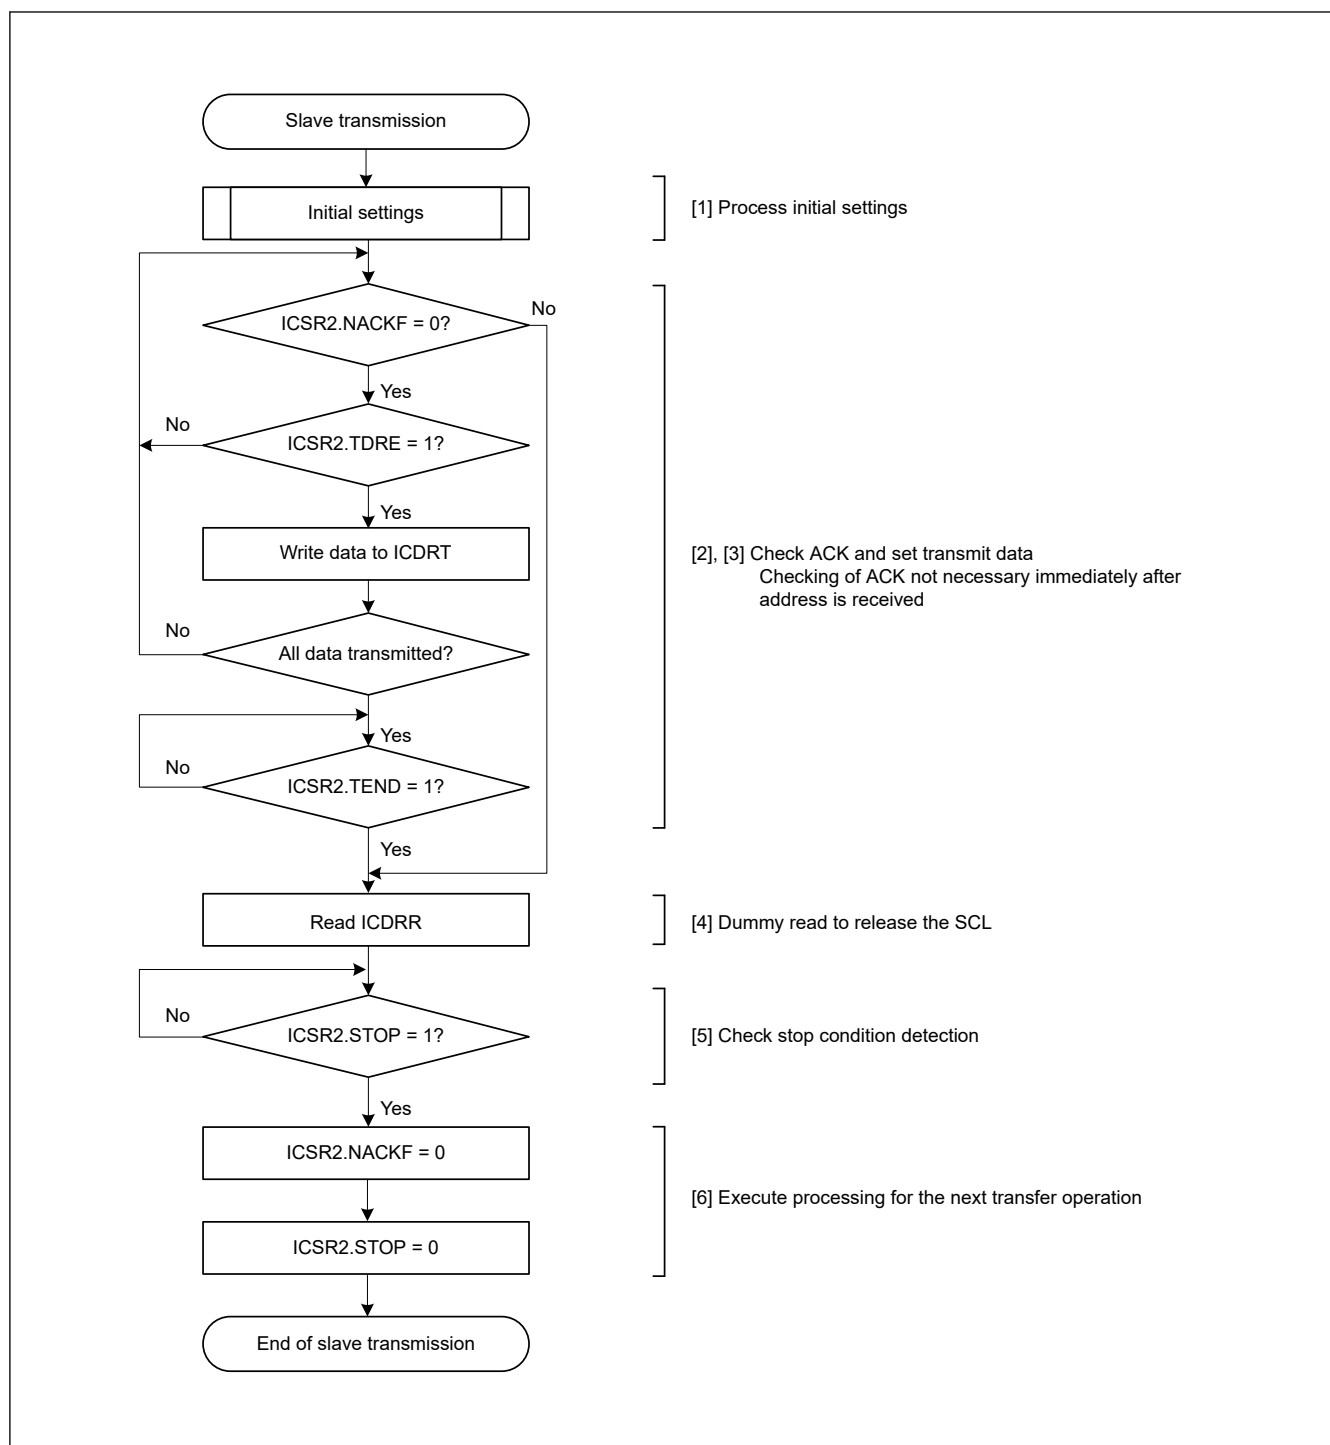 Slave transmission
Initial settings
[1] Process initial settings
ICSR2.NACKF = 0?
No
Yes
ICSR2.TDRE = 1?
No
Yes
Write data to ICDRT
[2], [3] Check ACK and set transmit data
Checking of ACK not necessary immediately after
address is received
All data transmitted?
No
Yes
ICSR2.TEND = 1?
No
Yes
Read ICDRR
[4] Dummy read to release the SCL
ICSR2.STOP = 1?
No
[5] Check stop condition detection
Yes
ICSR2.NACKF = 0
[6] Execute processing for the next transfer operation
ICSR2.STOP = 0
End of slave transmission